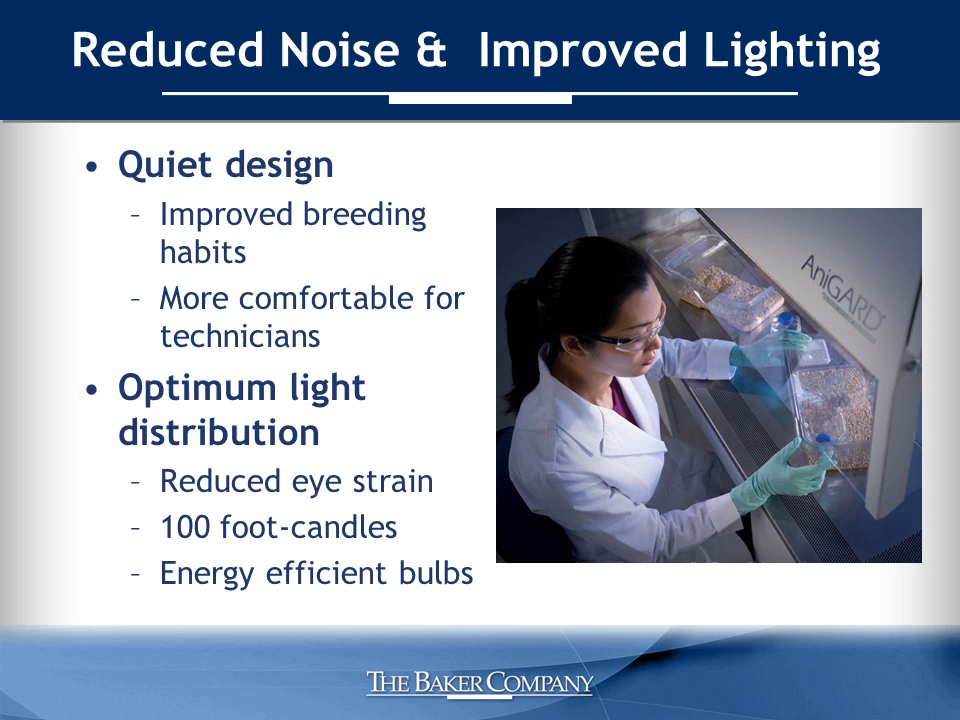 Reduced Noise & Improved Lighting
• Quiet design
– Improved breeding
habits
– More comfortable for
technicians
• Optimum light
distribution
– Reduced eye strain
– 100 foot-candles
– Energy efficient bulbs
AniGARD
THE BAKER COMPANY